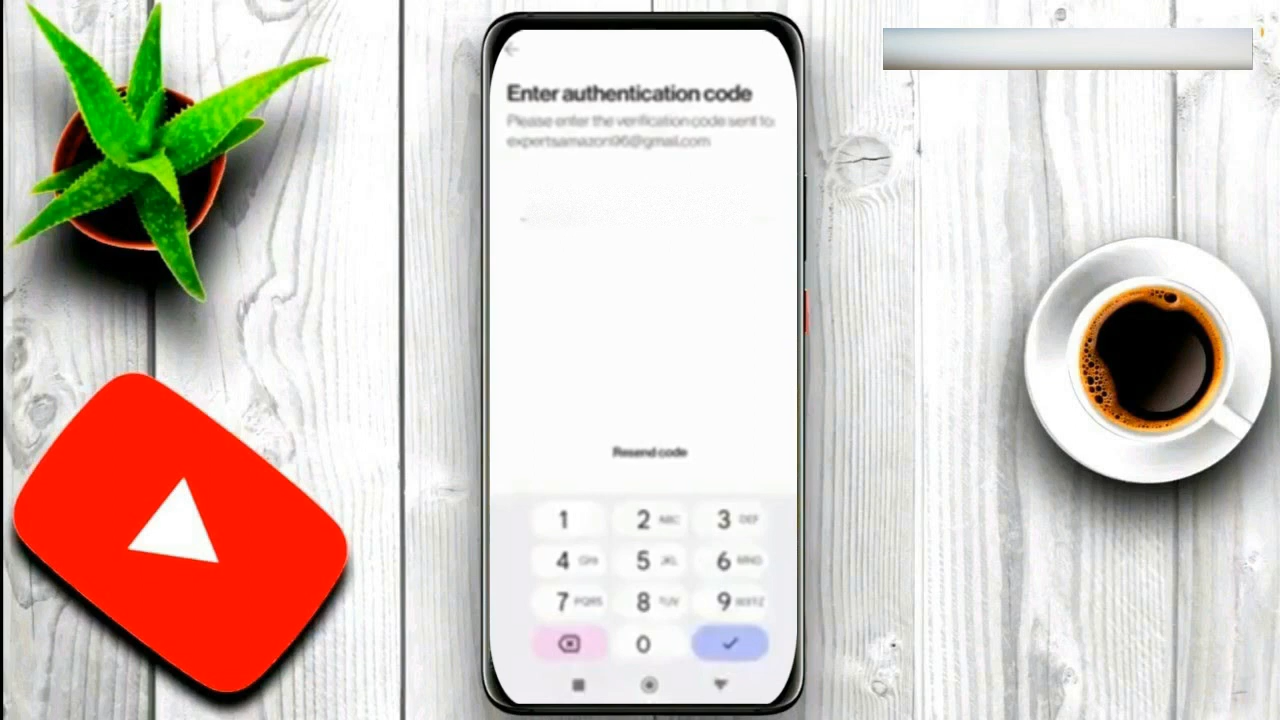 Enter authentication code
Please enter the verification code sent to:
expertsamazon96@gmail.com
Resend code
1
2 ABC
3 DEF
4 GHI
5 JKL
6 MNO
7 PQRS
8 TUV
9 WXYZ
0